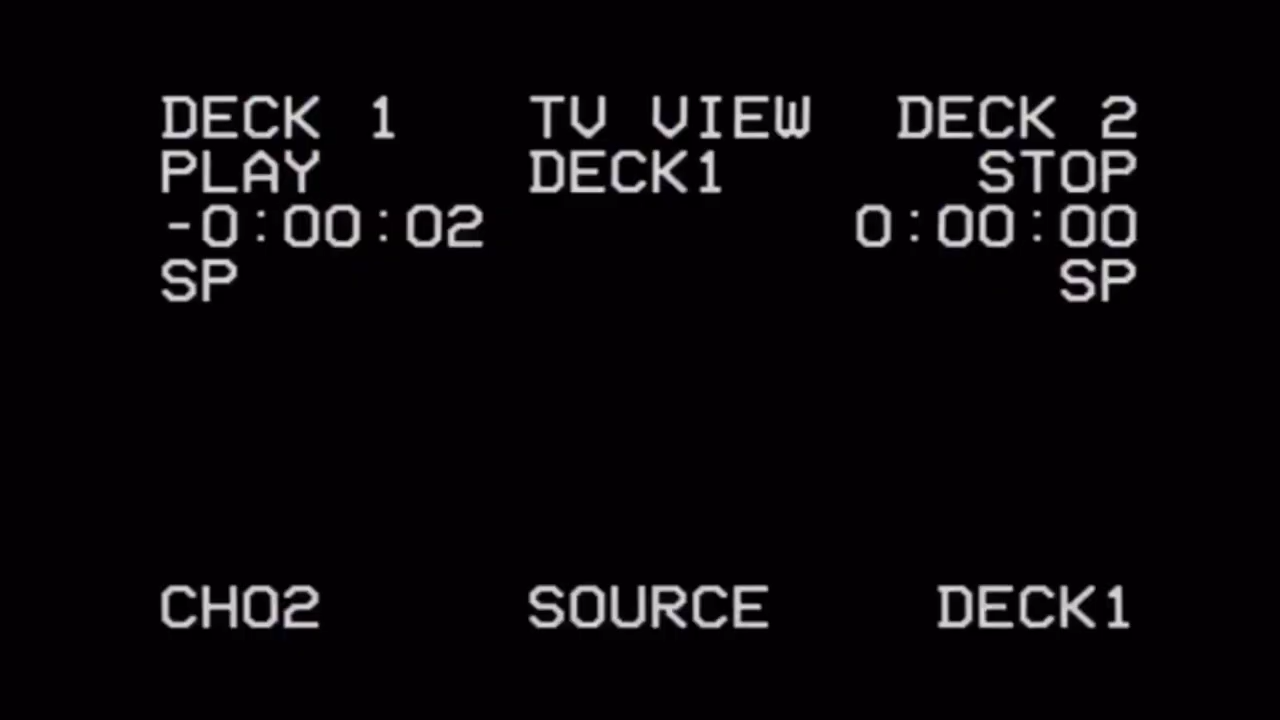 DECK 1 TV VIEW DECK 2
PLAY DECK1 STOP
-0:00:02 0:00:00
SP SP
CH02 SOURCE DECK1